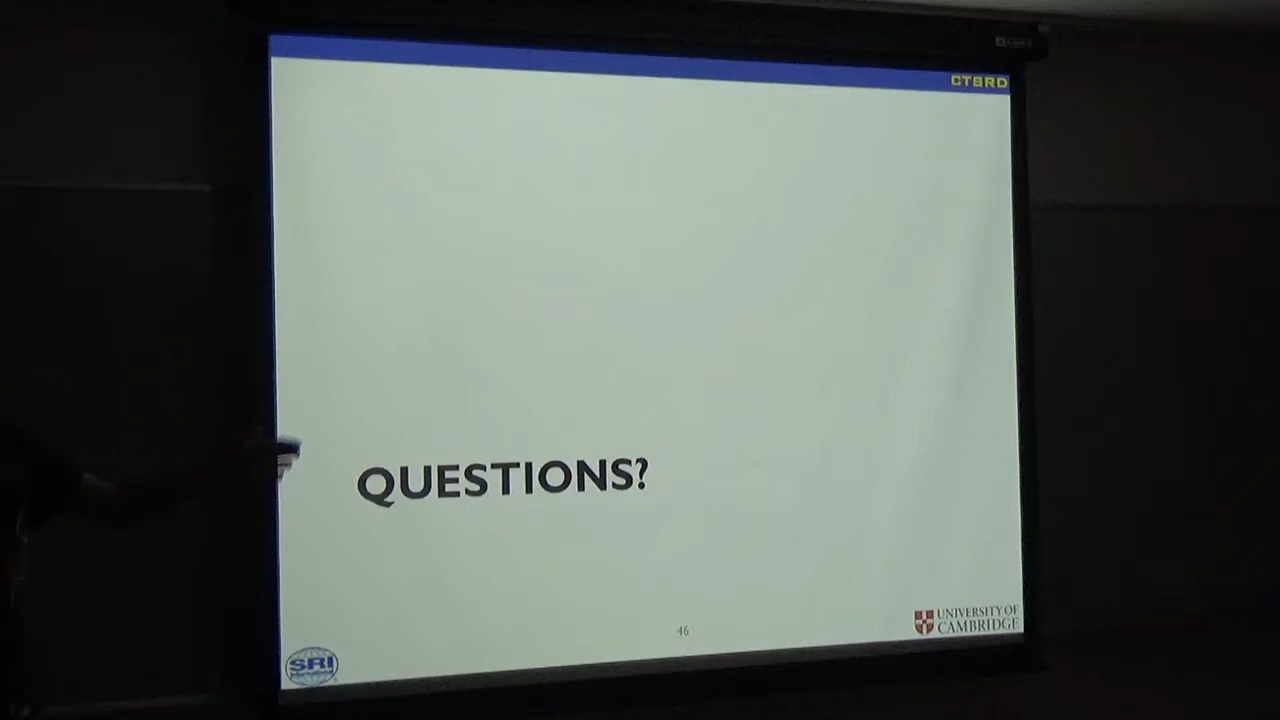 CTSRD
QUESTIONS?
46
UNIVERSITY OF
CAMBRIDGE
SRI